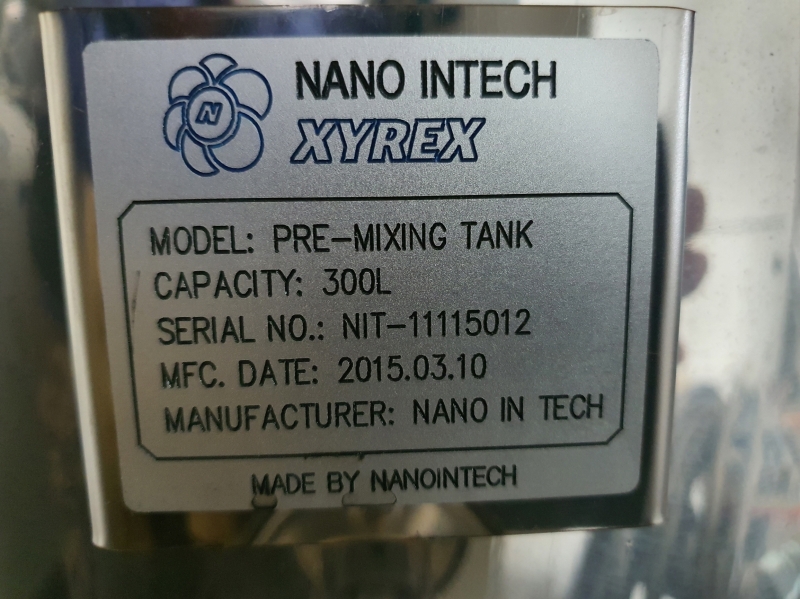 N
NANO INTECH
XYREX
MODEL: PRE-MIXING TANK
CAPACITY: 300L
SERIAL NO.: NIT-11115012
MFC. DATE: 2015.03.10
MANUFACTURER: NANO IN TECH
MADE BY NANOINTECH